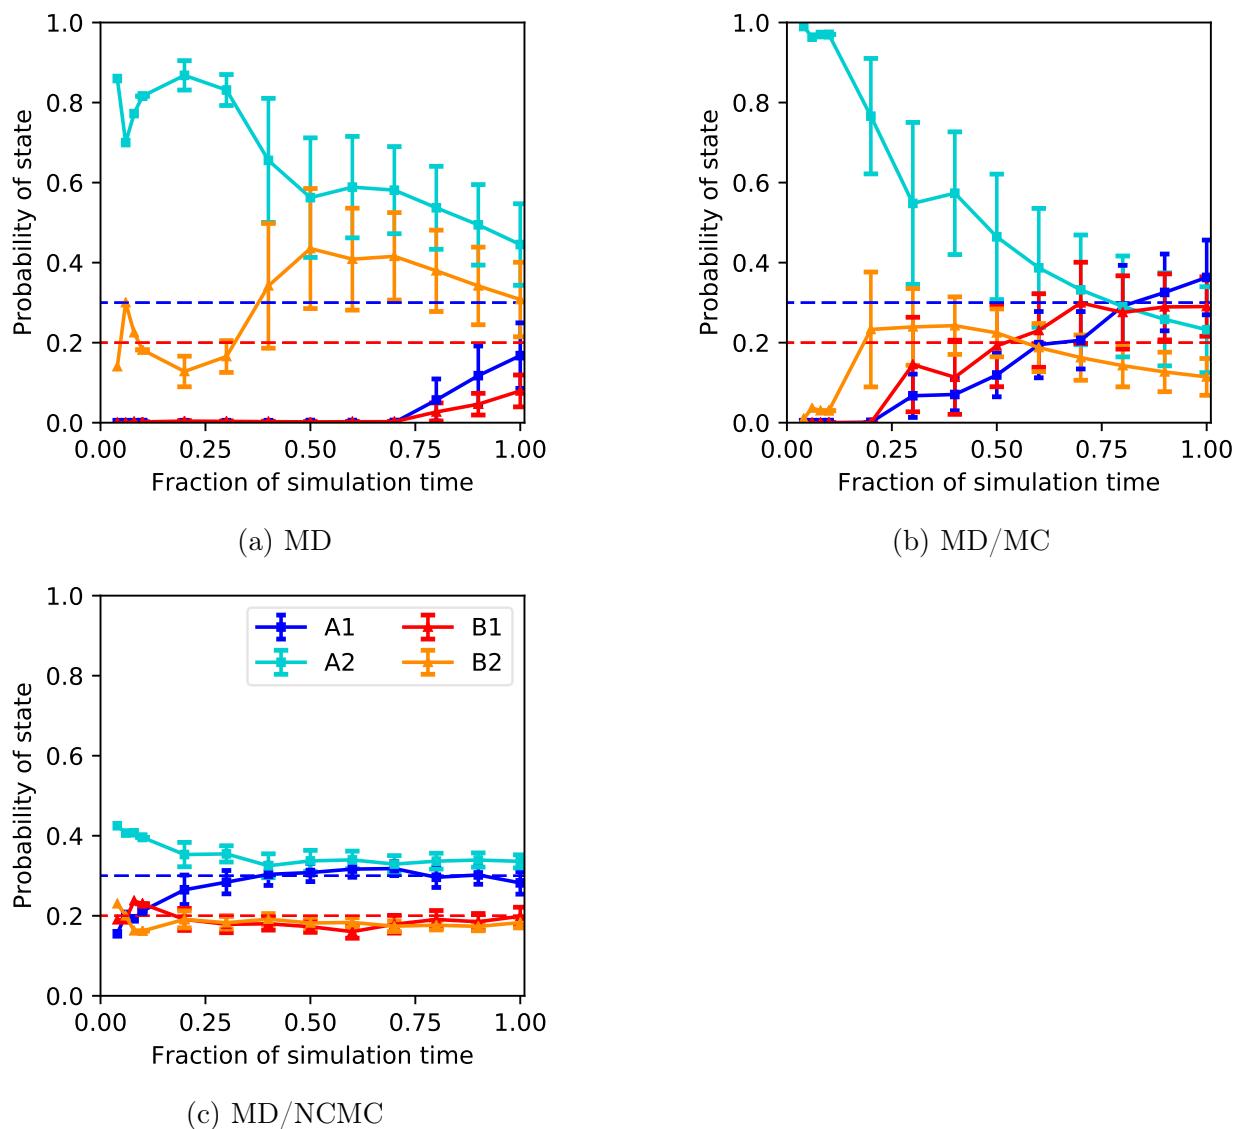 1.0
0.8
0.6
0.4
0.2
0.0
Probability of state
0.00 0.25 0.50 0.75 1.00
Fraction of simulation time
(a) MD
1.0
0.8
0.6
0.4
0.2
0.0
Probability of state
0.00 0.25 0.50 0.75 1.00
Fraction of simulation time
(b) MD/MC
1.0
0.8
0.6
0.4
0.2
0.0
Probability of state
A1 B1
A2 B2
0.00 0.25 0.50 0.75 1.00
Fraction of simulation time
(c) MD/NCMC